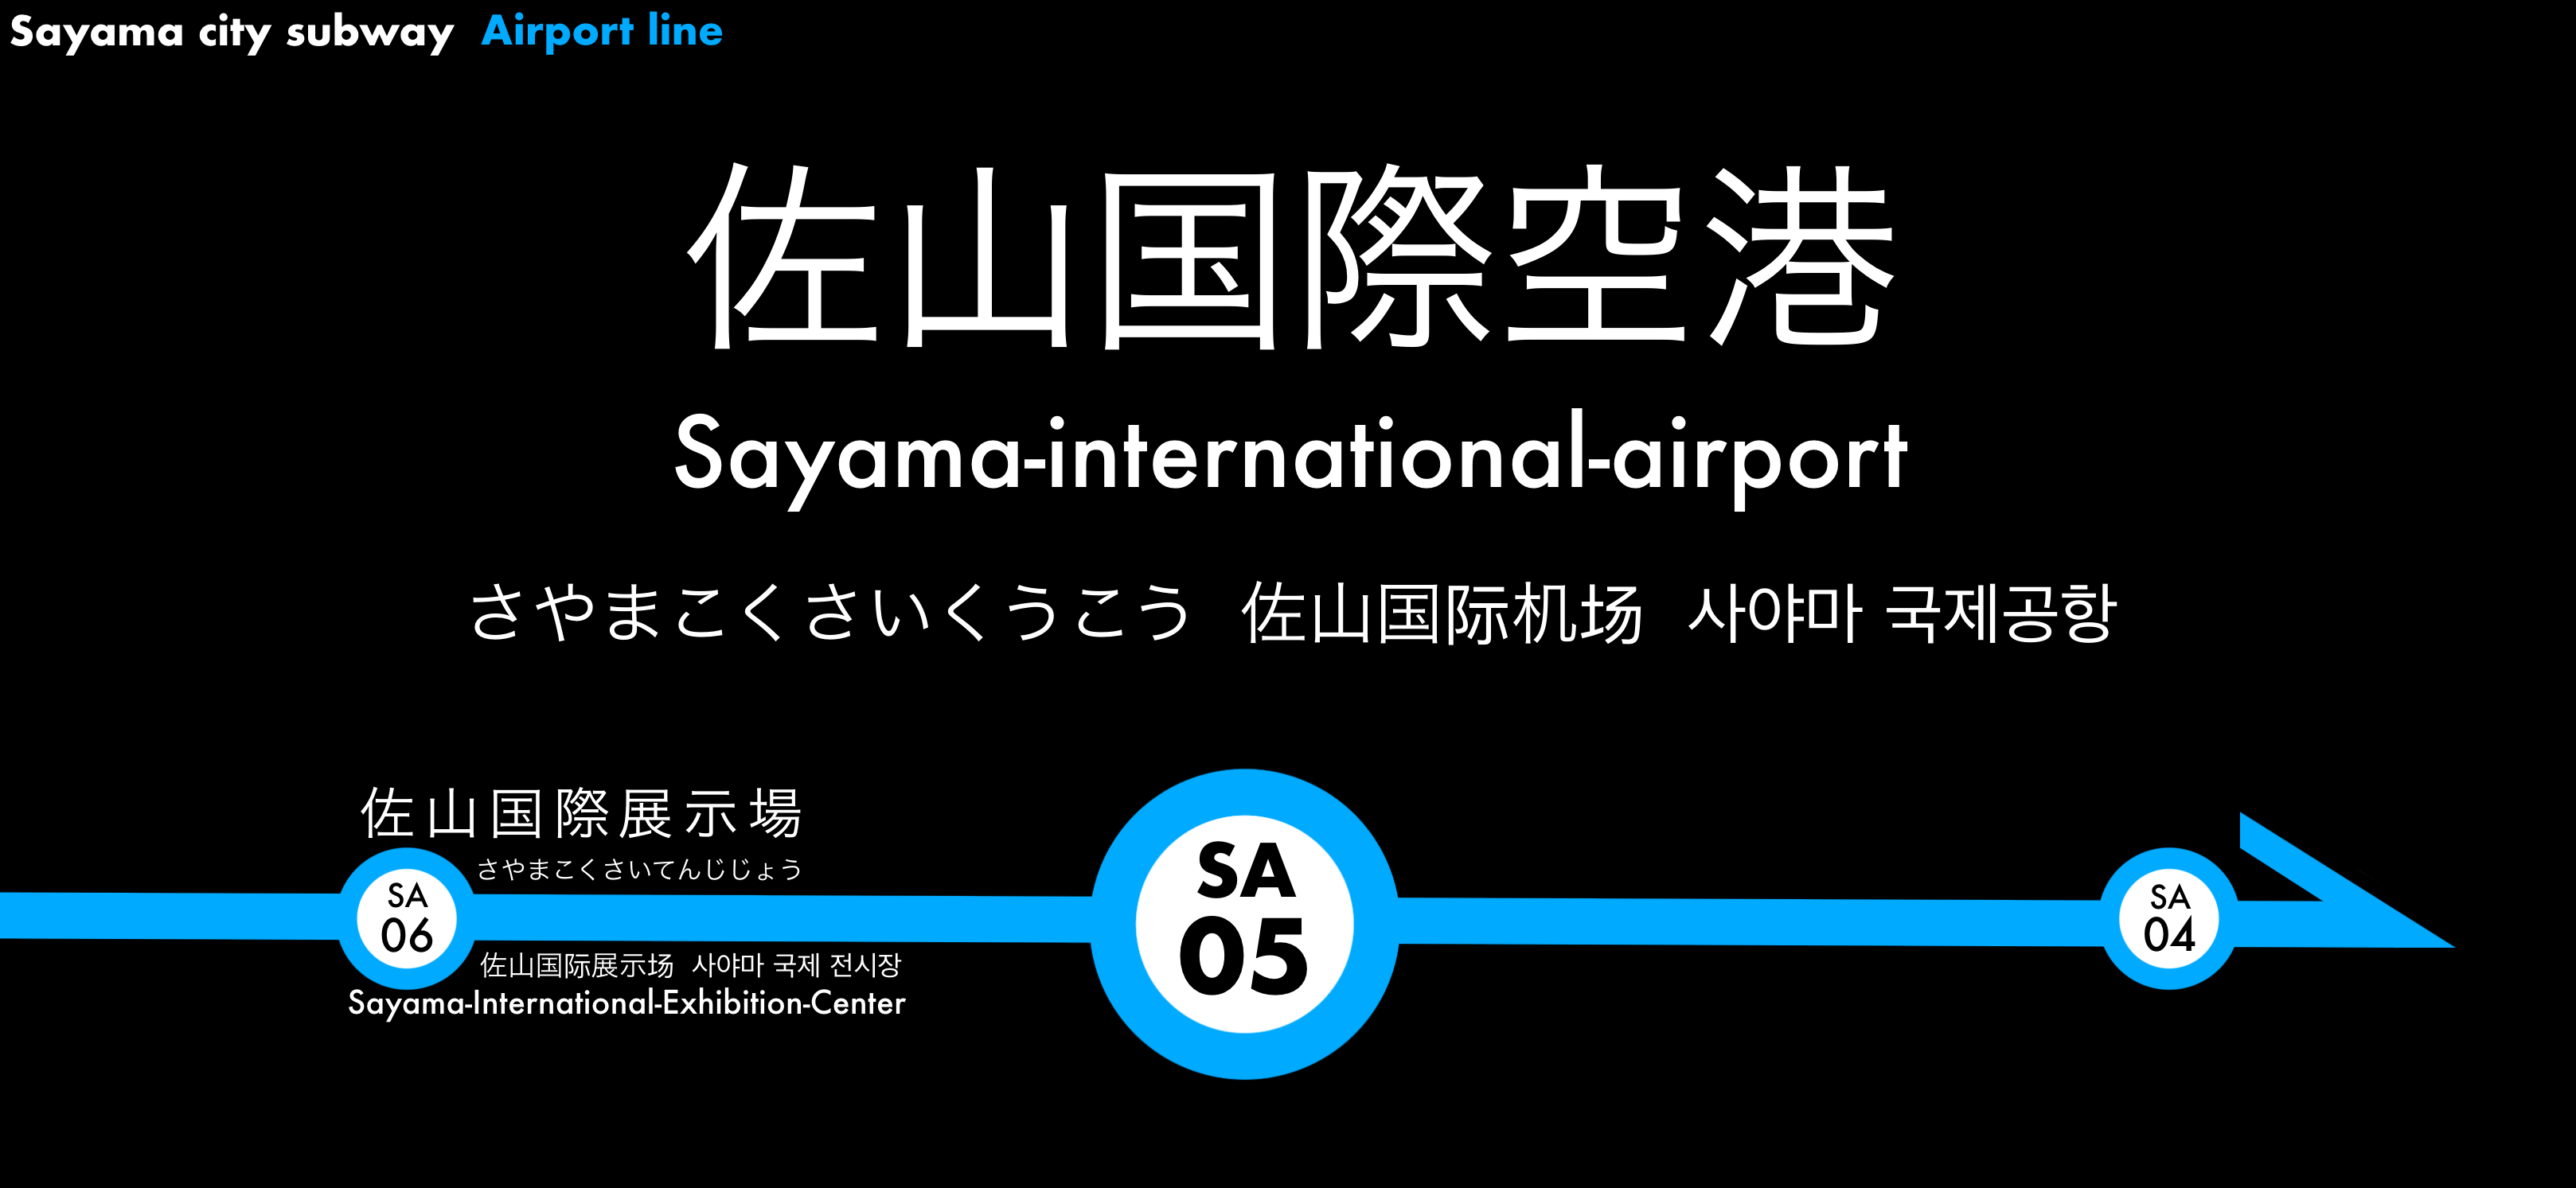 Sayama city subway Airport line
佐山国際空港
Sayama-international-airport
さやまこくさいくうこう 佐山国际机场 사야마 국제공항
佐山国際展示場
さやまこくさいてんじじょう
SA
06
佐山国际展示场 사야마 국제 전시장
Sayama-International-Exhibition-Center
SA
05
SA
04